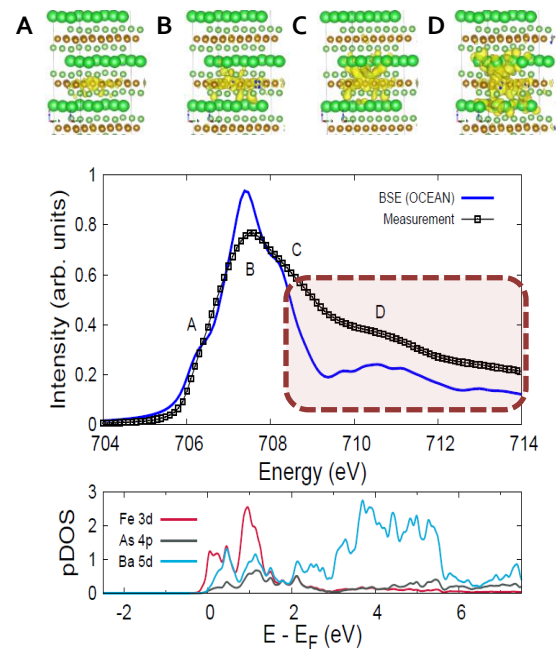 A B C D
Intensity (arb. units)
1
0.8
0.6
0.4
0.2
0
BSE (OCEAN)
Measurement
A
B
C
D
704 706 708 710 712 714
Energy (eV)
pDOS
3
2
1
0
Fe 3d
As 4p
Ba 5d
-2 0 2 4 6
E - E_F (eV)